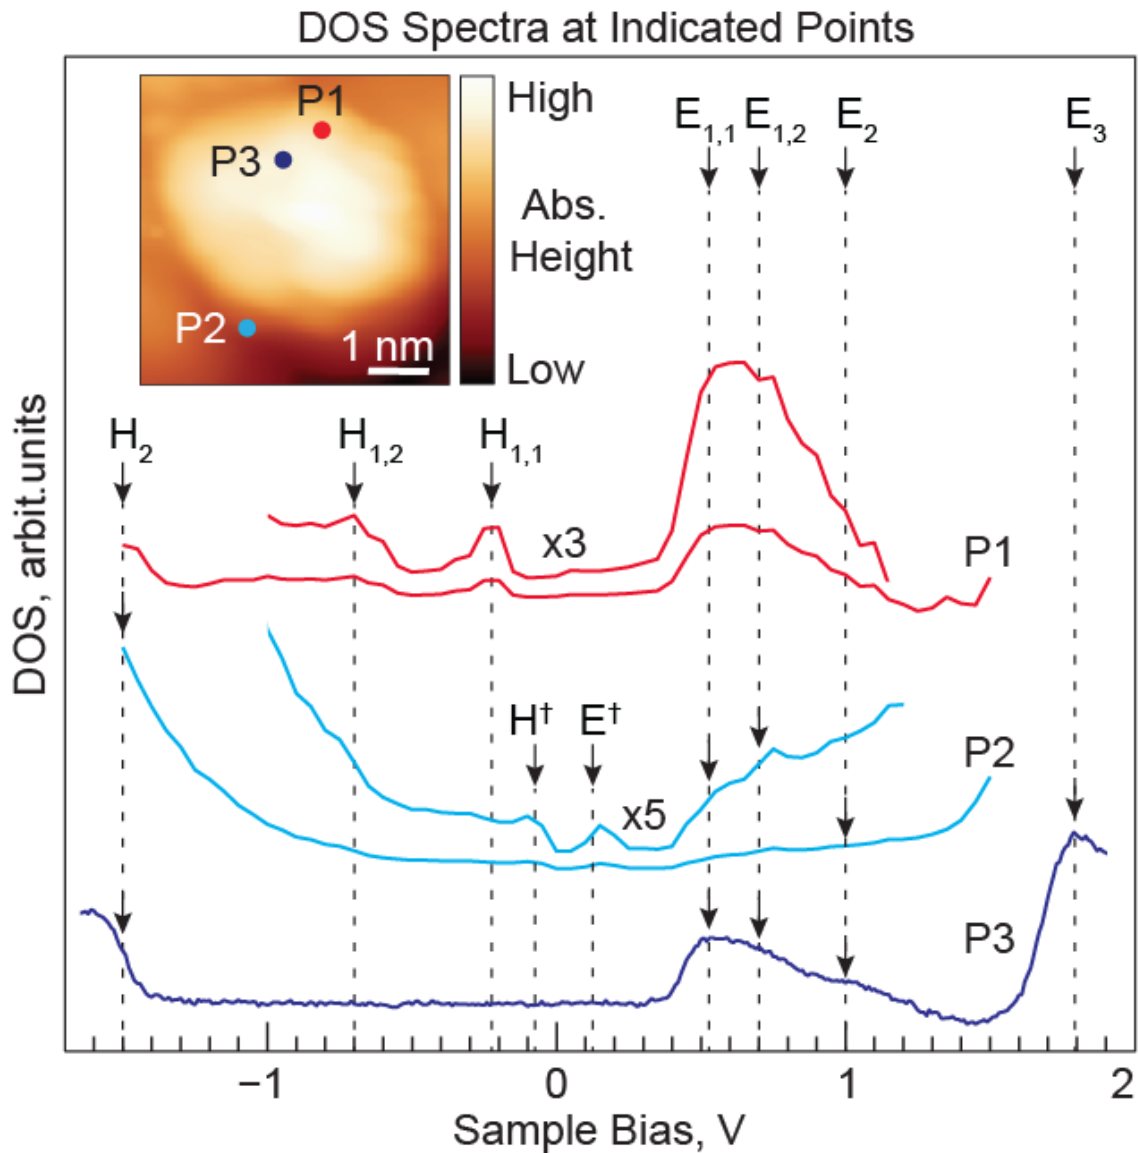 DOS Spectra at Indicated Points
P1
P3
P2
1 nm
High
Abs.
Height
Low
E1,1
E1,2
E2
E3
H2
H1,2
H1,1
x3
P1
H†
E†
x5
P2
P3
DOS, arbit.units
−1
0
1
2
Sample Bias, V